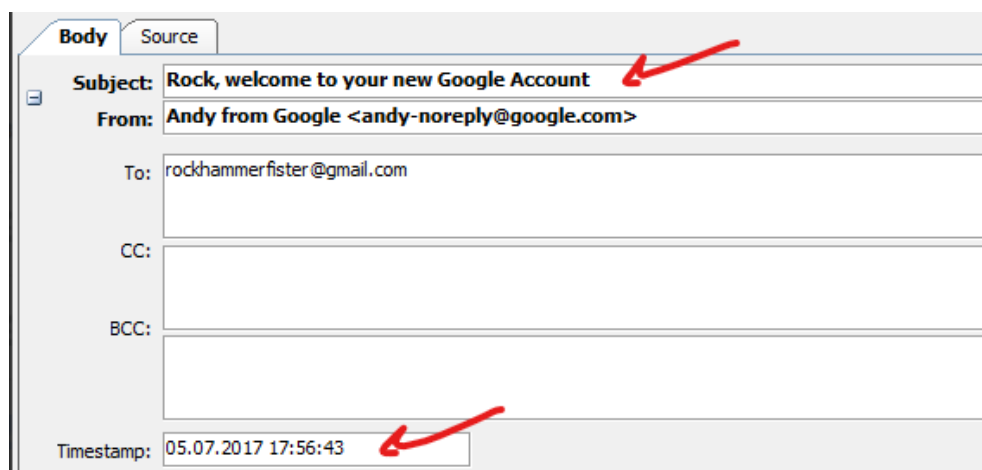 Body Source
Subject: Rock, welcome to your new Google Account
From: Andy from Google <andy-noreply@google.com>
To: rockhammerfister@gmail.com
CC:
BCC:
Timestamp: 05.07.2017 17:56:43